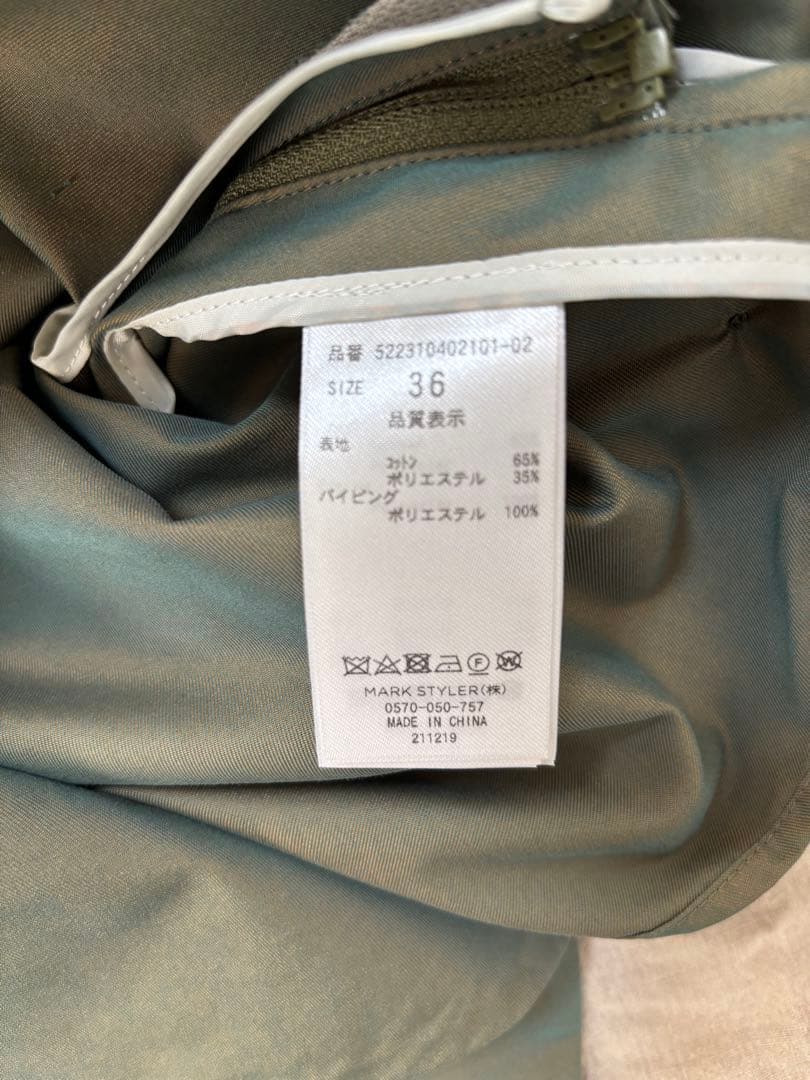 品番 522310402101-02
SIZE 36
品質表示
表地
コットン 65%
ポリエステル 35%
パイピング
ポリエステル 100%
MARK STYLER(株)
0570-050-757
MADE IN CHINA
211219